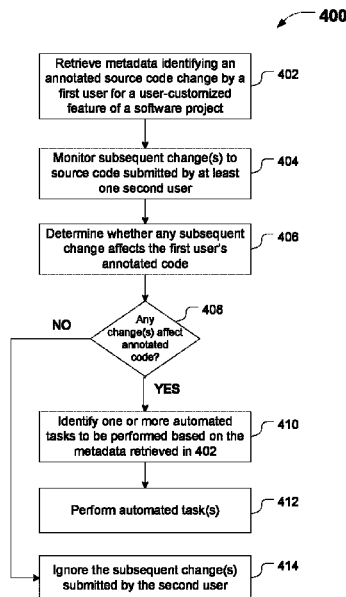 400
Retrieve metadata identifying an
annotated source code change by a
first user for a user-customized
feature of a software project
402
Monitor subsequent change(s) to
source code submitted by at least
one second user
404
Determine whether any subsequent
change affects the first user's
annotated code
406
408
Any
change(s) affect
annotated
code?
NO
YES
Identify one or more automated
tasks to be performed based on the
metadata retrieved in 402
410
Perform automated task(s)
412
Ignore the subsequent change(s)
submitted by the second user
414